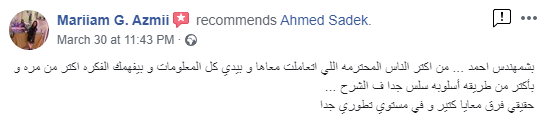 Mariiam G. Azmii recommends Ahmed Sadek.
March 30 at 11:43 PM
بشمهندس احمد ... من اكتر الناس المحترمه اللي اتعاملت معاها و بيدي كل المعلومات و بيفهمك الفكره اكتر من مره و
بأكتر من طريقه أسلوبه سلس جدا ف الشرح ...
حقيقي فرق معايا كتير و في مستوي تطوري جدا